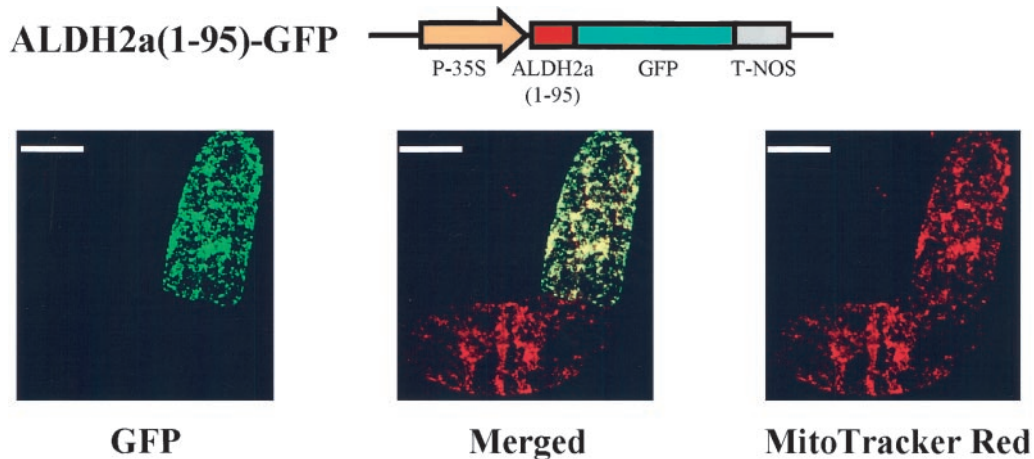 ALDH2a(1-95)-GFP
P-35S ALDH2a GFP T-NOS
(1-95)
GFP Merged MitoTracker Red